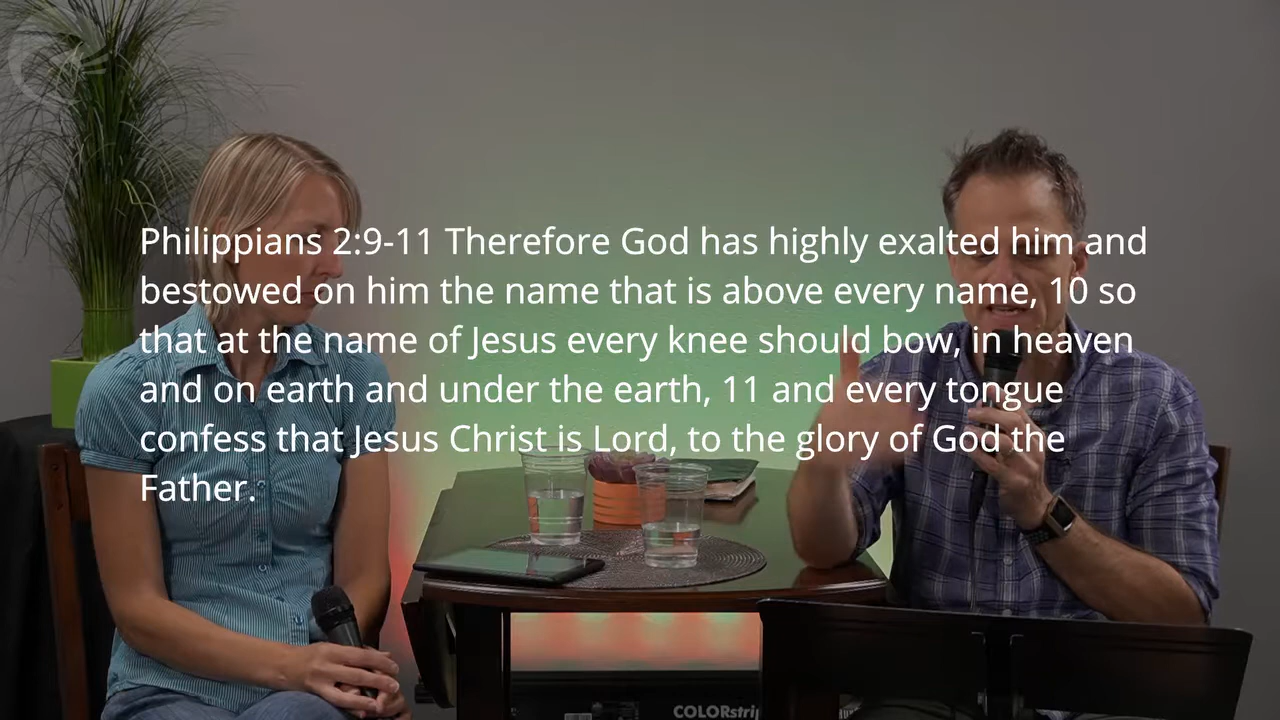 Philippians 2:9-11 Therefore God has highly exalted him and
bestowed on him the name that is above every name, 10 so
that at the name of Jesus every knee should bow, in heaven
and on earth and under the earth, 11 and every tongue
confess that Jesus Christ is Lord, to the glory of God the
Father.
COLORstrip